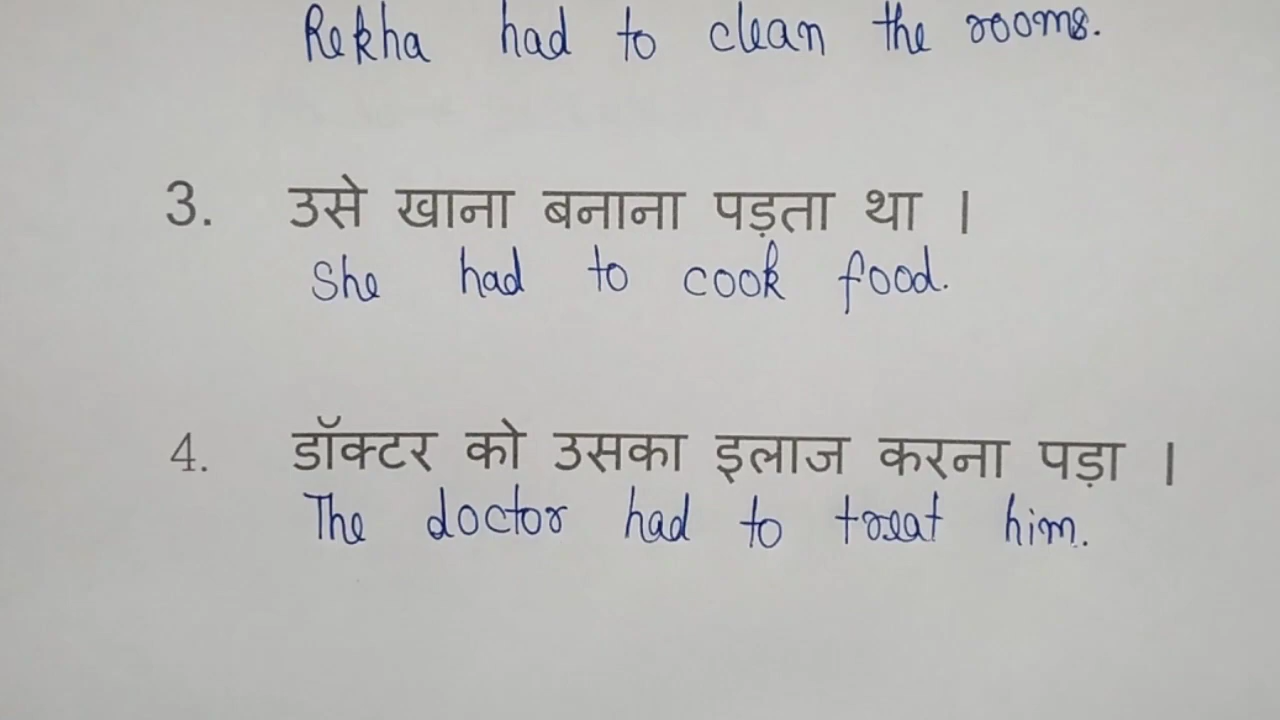 Rekha had to clean the rooms.
3. उसे खाना बनाना पड़ता था ।
She had to cook food.
4. डॉक्टर को उसका इलाज करना पड़ा ।
The doctor had to treat him.